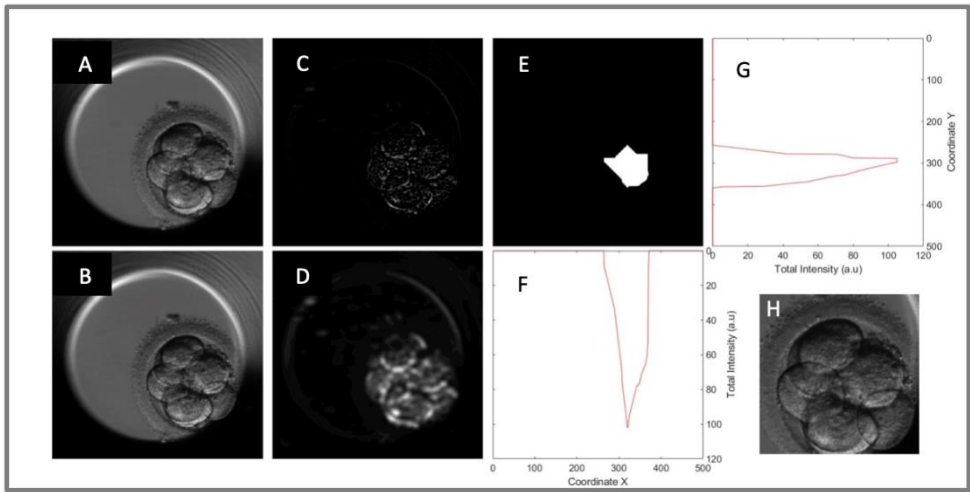 A
C
E
G
0
100
200
300
400
500
Coordinate Y
0 20 40 60 80 100 120
Total Intensity (a.u)
B
D
F
0
20
40
60
80
100
120
Total Intensity (a.u)
0 100 200 300 400 500
Coordinate X
H